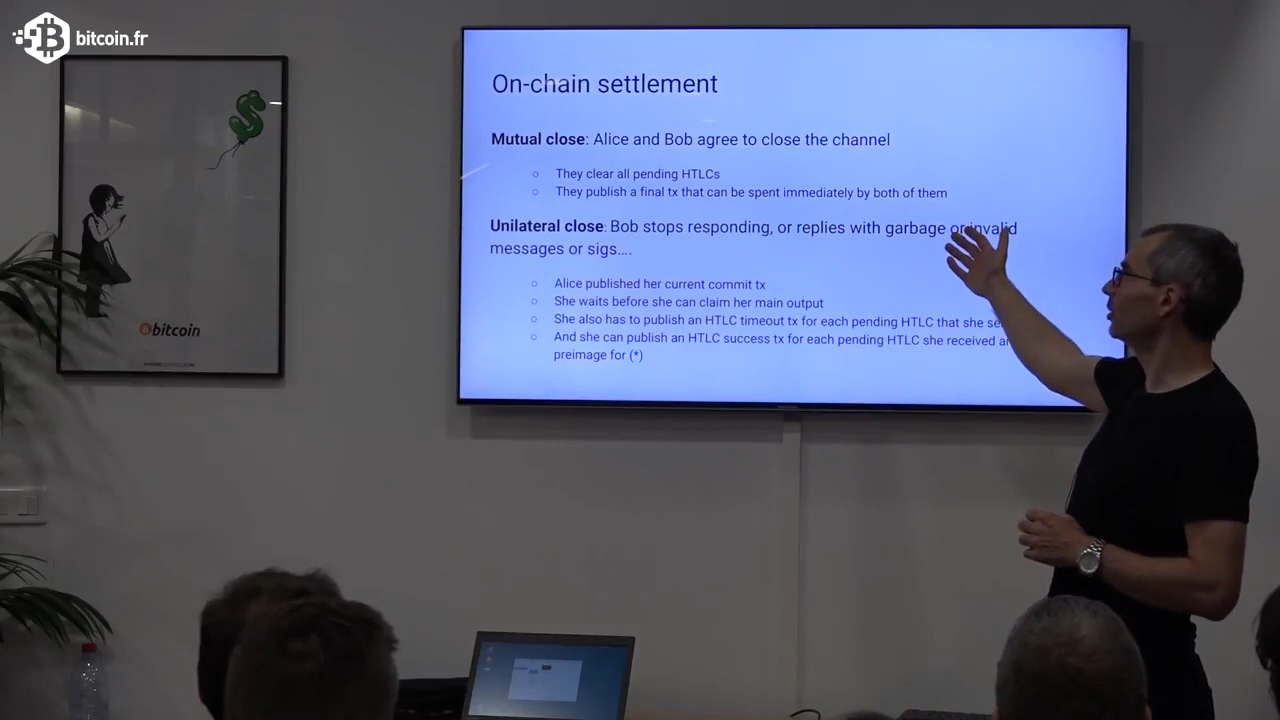 bitcoin.fr
On-chain settlement
Mutual close: Alice and Bob agree to close the channel
○ They clear all pending HTLCs
○ They publish a final tx that can be spent immediately by both of them
Unilateral close: Bob stops responding, or replies with garbage or invalid
messages or sigs....
○ Alice published her current commit tx
○ She waits before she can claim her main output
○ She also has to publish an HTLC timeout tx for each pending HTLC that she
○ And she can publish an HTLC success tx for each pending HTLC she received
preimage for (*)
bitcoin